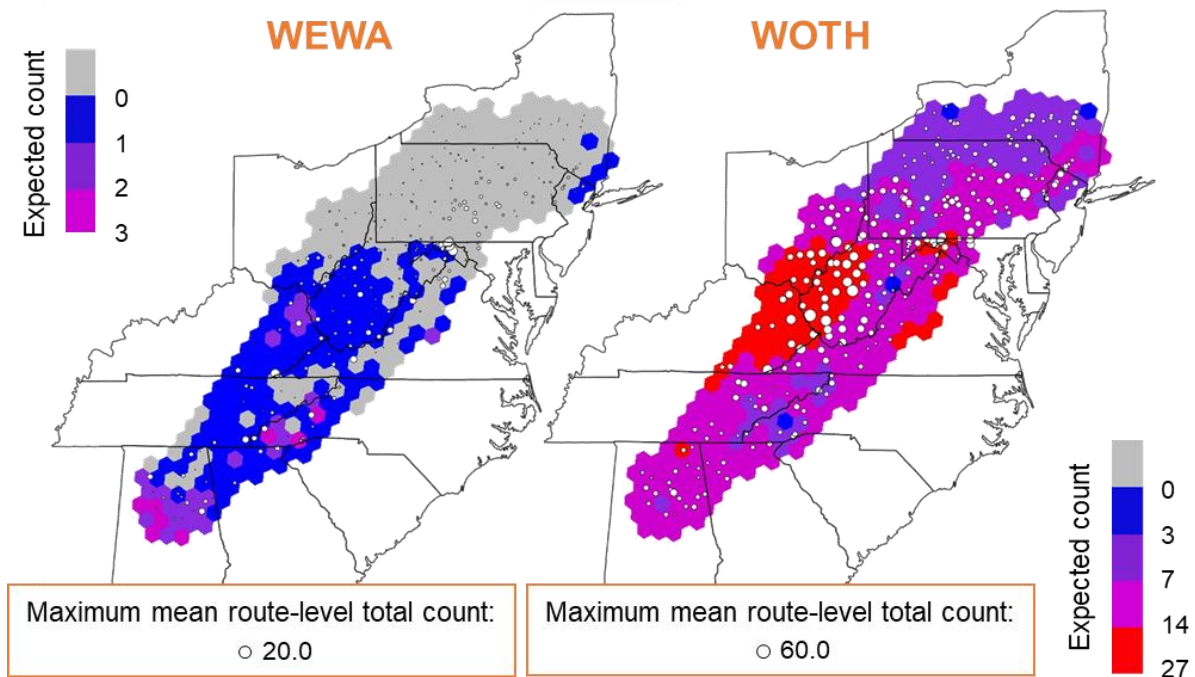 WEWA
WOTH
Expected count
0
1
2
3
Expected count
0
3
7
14
27
Maximum mean route-level total count:
20.0
Maximum mean route-level total count:
60.0